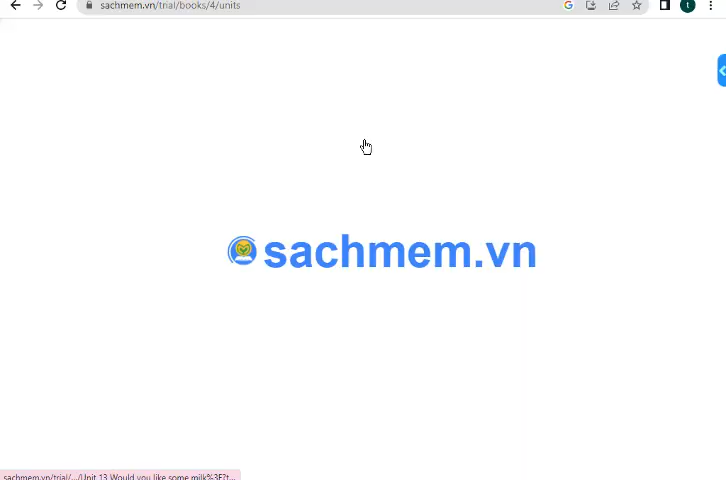 sachmem.vn/trial/books/4/units
t
sachmem.vn
sachmem.vn/trial/.../Unit 13 Would you like some milk%3F?t...